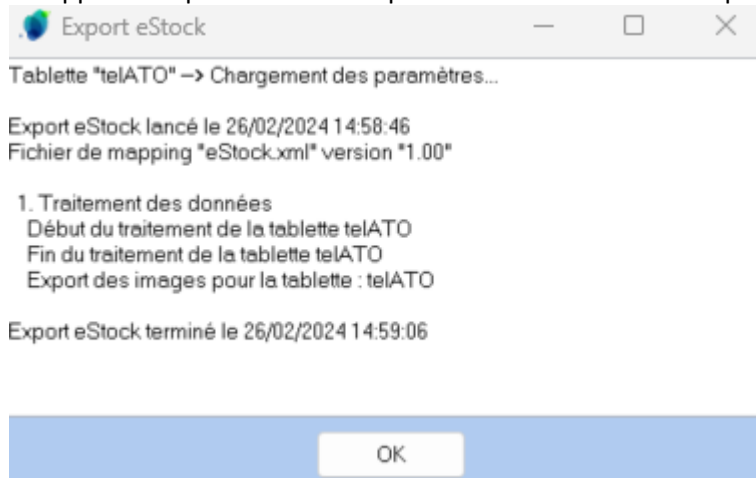 Export eStock
Tablette "telATO" --> Chargement des paramètres...
Export eStock lancé le 26/02/2024 14:58:46
Fichier de mapping "eStock.xml" version "1.00"
1. Traitement des données
Début du traitement de la tablette telATO
Fin du traitement de la tablette telATO
Export des images pour la tablette : telATO
Export eStock terminé le 26/02/2024 14:59:06
OK